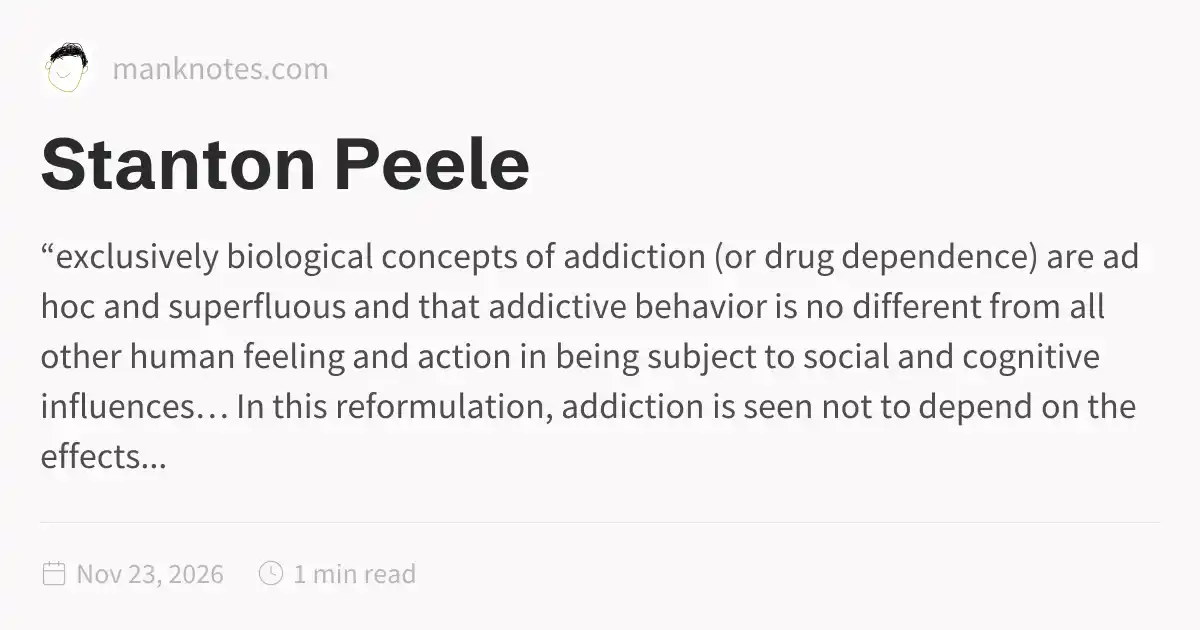 manknotes.com
Stanton Peele
“exclusively biological concepts of addiction (or drug dependence) are ad
hoc and superfluous and that addictive behavior is no different from all
other human feeling and action in being subject to social and cognitive
influences… In this reformulation, addiction is seen not to depend on the
effects...
Nov 23, 2026 1 min read